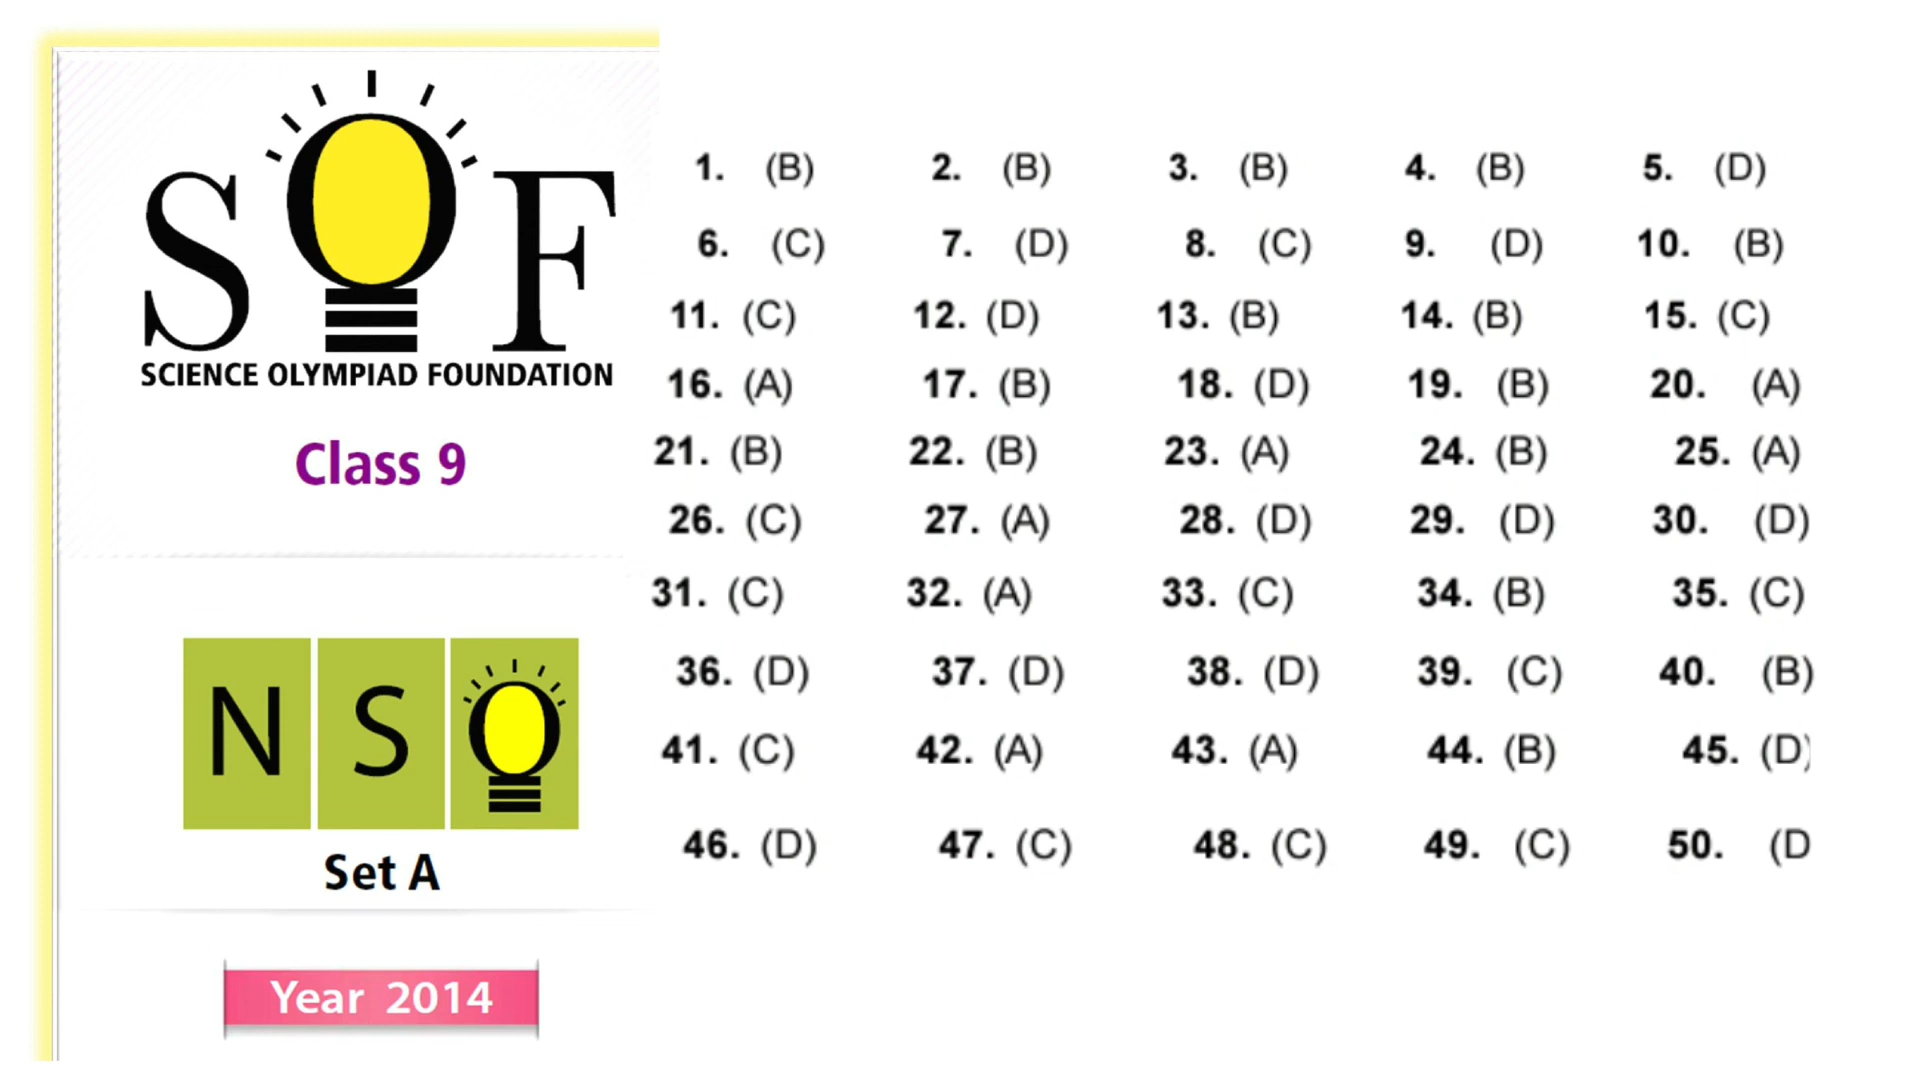 SOF
SCIENCE OLYMPIAD FOUNDATION
Class 9
NSO
Set A
Year 2014
1. (B) 2. (B) 3. (B) 4. (B) 5. (D)
6. (C) 7. (D) 8. (C) 9. (D) 10. (B)
11. (C) 12. (D) 13. (B) 14. (B) 15. (C)
16. (A) 17. (B) 18. (D) 19. (B) 20. (A)
21. (B) 22. (B) 23. (A) 24. (B) 25. (A)
26. (C) 27. (A) 28. (D) 29. (D) 30. (D)
31. (C) 32. (A) 33. (C) 34. (B) 35. (C)
36. (D) 37. (D) 38. (D) 39. (C) 40. (B)
41. (C) 42. (A) 43. (A) 44. (B) 45. (D)
46. (D) 47. (C) 48. (C) 49. (C) 50. (D